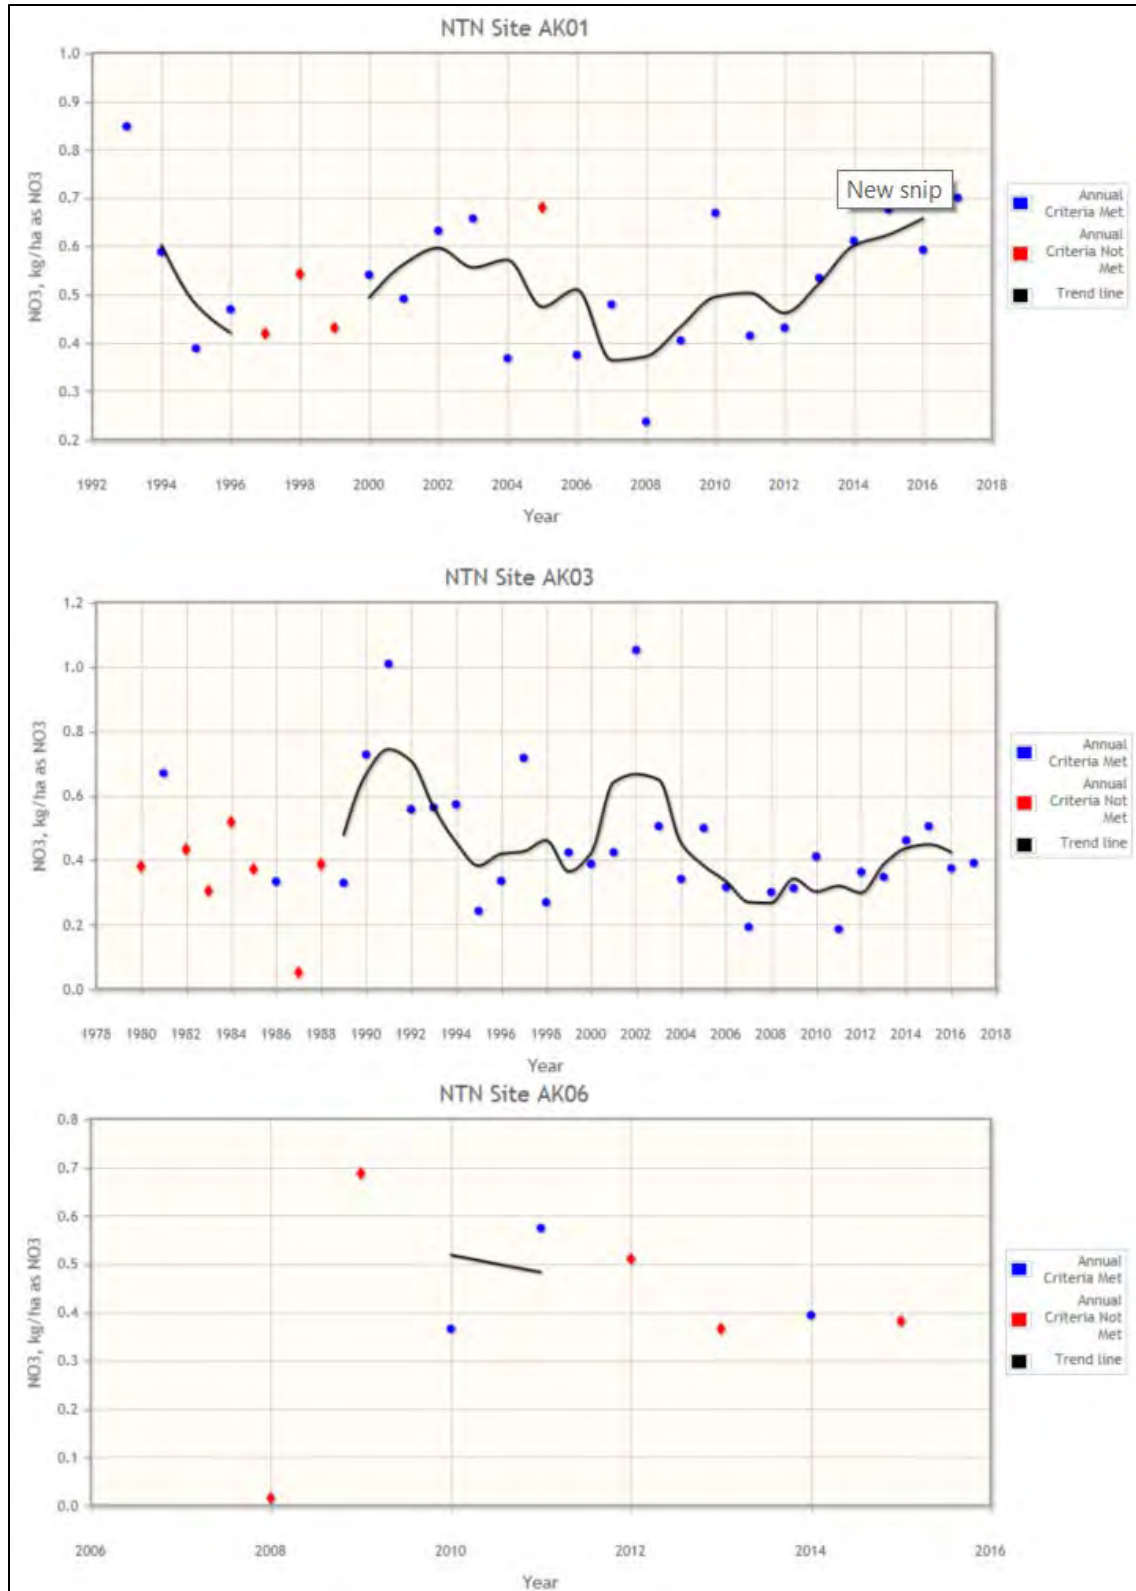 NTN Site AK01
1.0
0.9
0.8
0.7
0.6
0.5
0.4
0.3
0.2
NO3, kg/ha as NO3
1992 1994 1996 1998 2000 2002 2004 2006 2008 2010 2012 2014 2016 2018
Year
New snip
Annual
Criteria Met
Annual
Criteria Not
Met
Trend line
NTN Site AK03
1.2
1.0
0.8
0.6
0.4
0.2
0.0
NO3, kg/ha as NO3
1978 1980 1982 1984 1986 1988 1990 1992 1994 1996 1998 2000 2002 2004 2006 2008 2010 2012 2014 2016 2018
Year
Annual
Criteria Met
Annual
Criteria Not
Met
Trend line
NTN Site AK06
0.8
0.7
0.6
0.5
0.4
0.3
0.2
0.1
0.0
NO3, kg/ha as NO3
2006 2008 2010 2012 2014 2016
Year
Annual
Criteria Met
Annual
Criteria Not
Met
Trend line